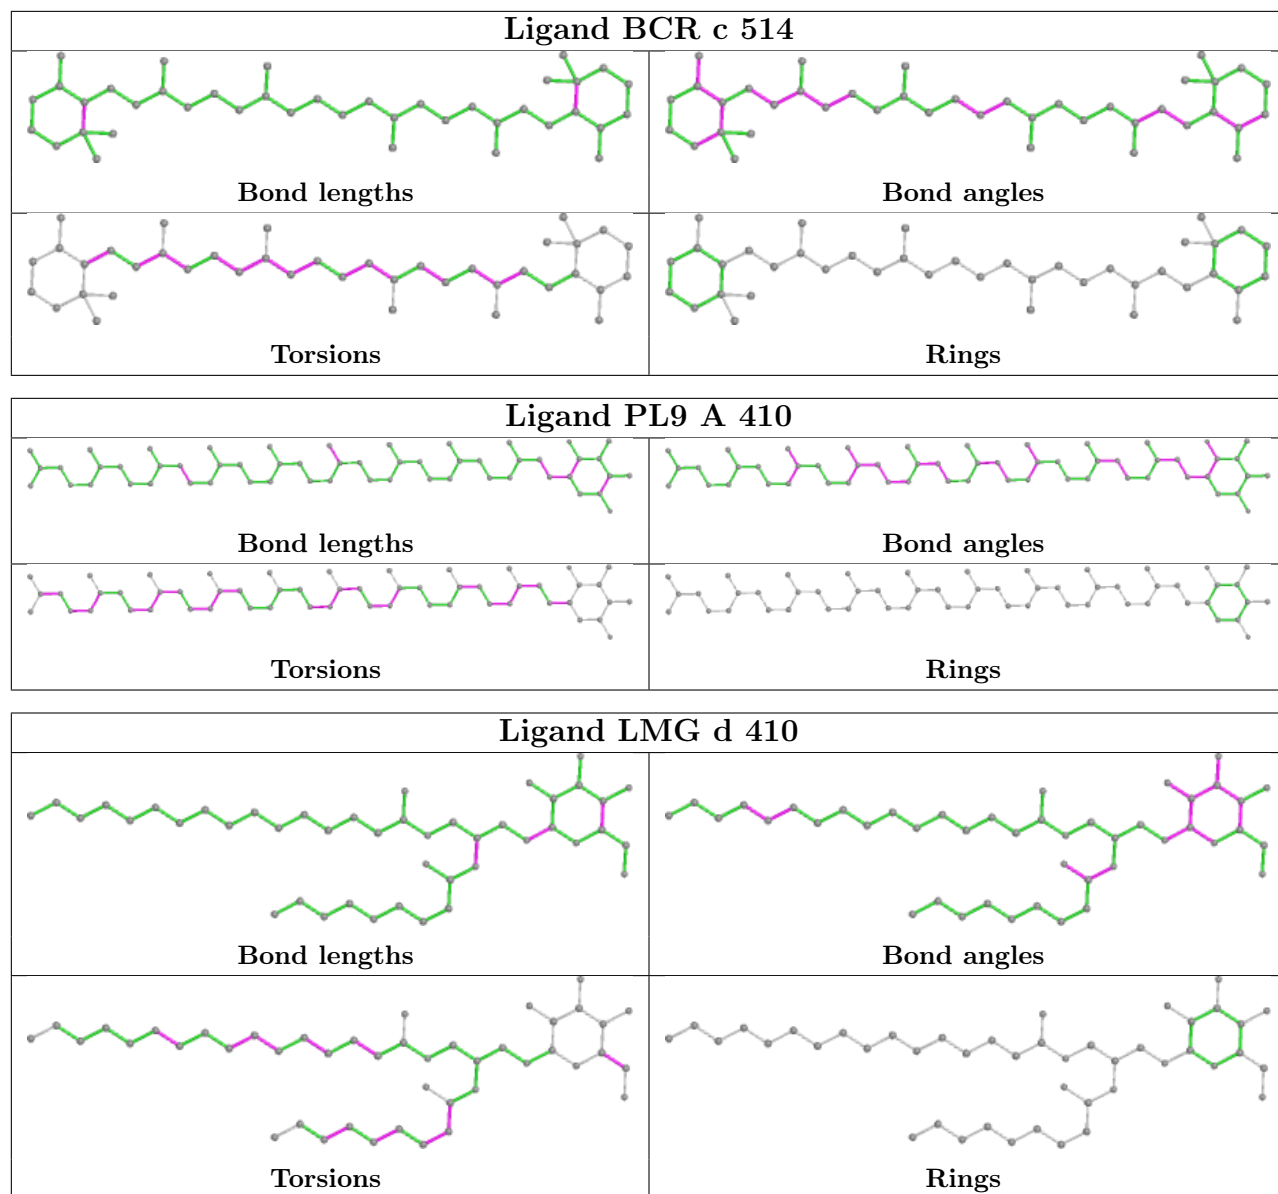 Ligand BCR c 514
Bond lengths
Bond angles
Torsions
Rings
Ligand PL9 A 410
Bond lengths
Bond angles
Torsions
Rings
Ligand LMG d 410
Bond lengths
Bond angles
Torsions
Rings